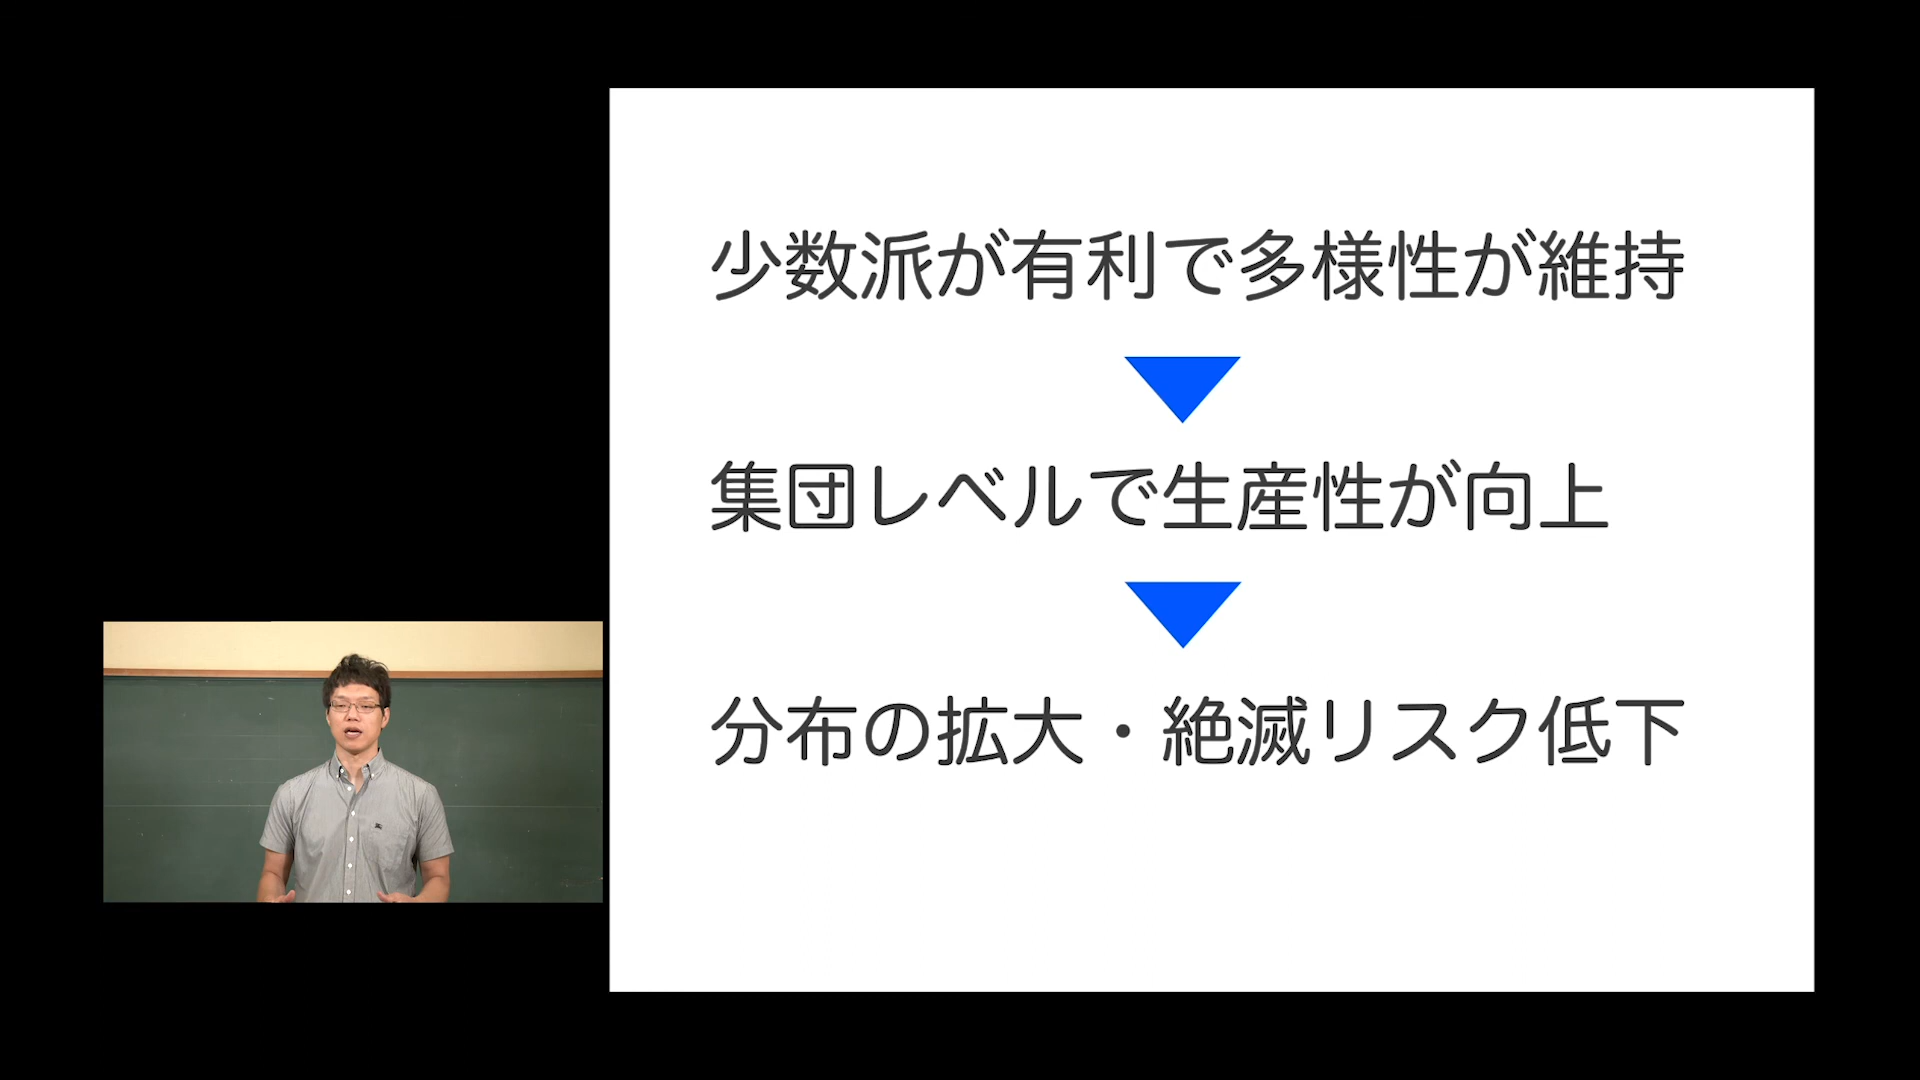 少数派が有利で多様性が維持
集団レベルで生産性が向上
分布の拡大・絶滅リスク低下